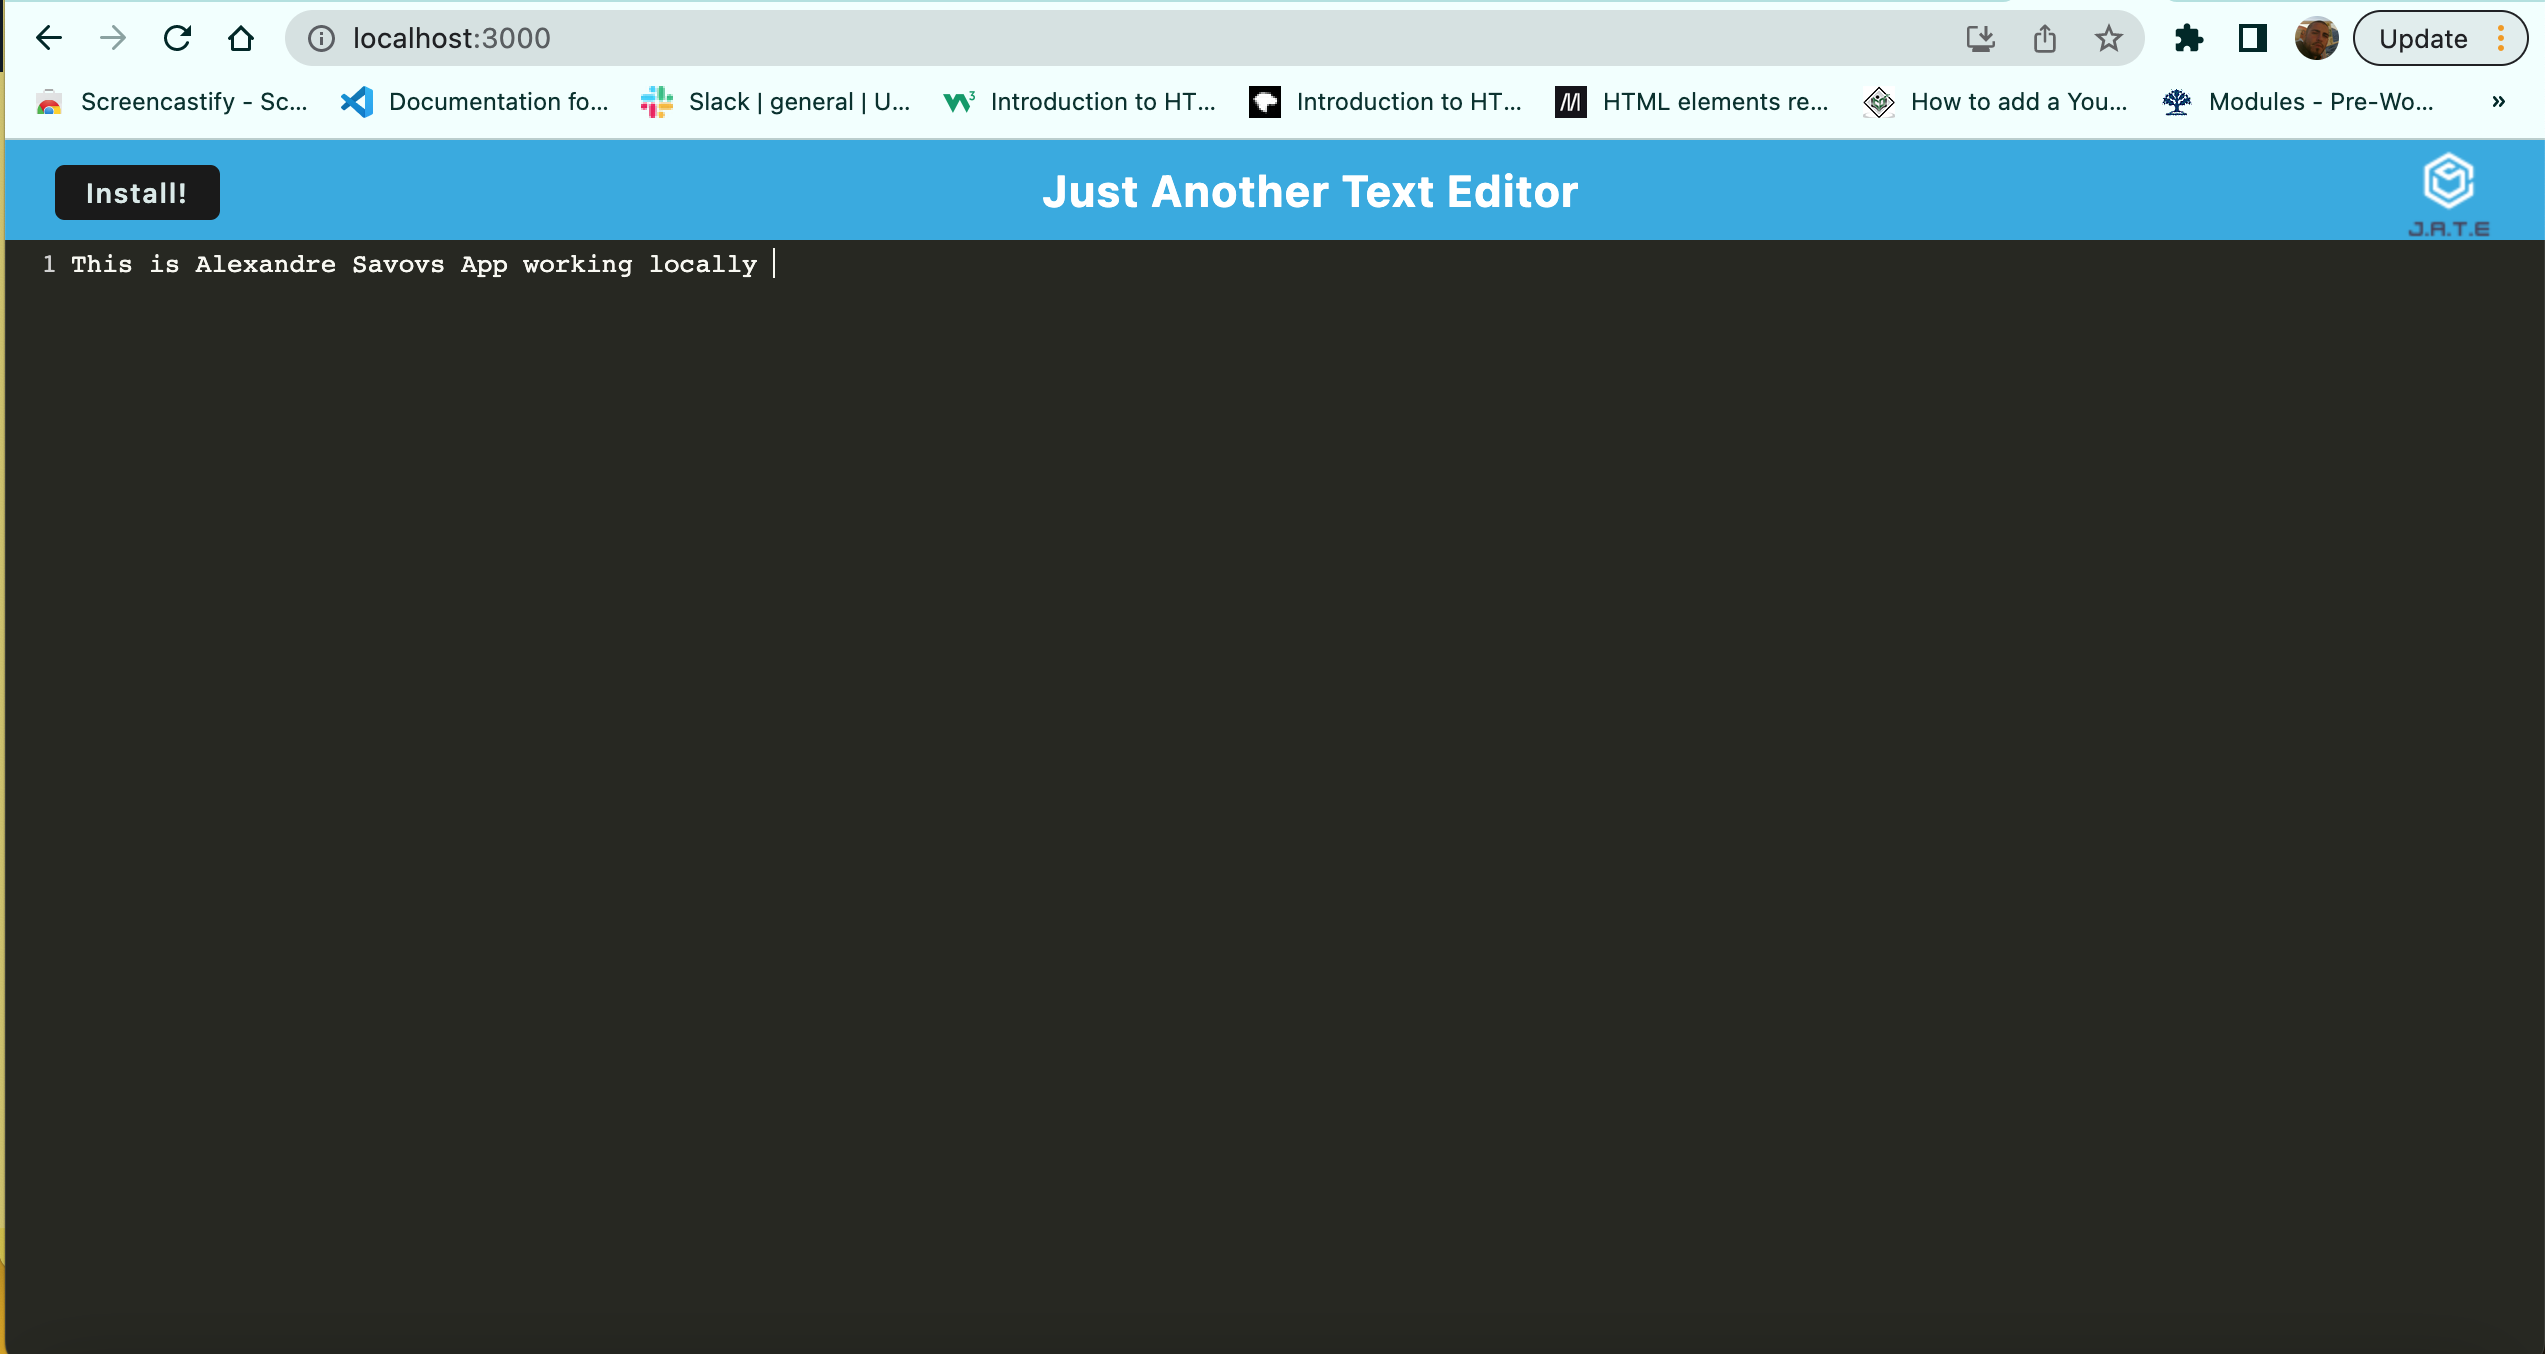 localhost:3000
Update
Screencastify - Sc...
Documentation fo...
Slack | general | U...
Introduction to HT...
Introduction to HT...
HTML elements re...
How to add a You...
Modules - Pre-Wo...
»
Install!
Just Another Text Editor
J.A.T.E
1 This is Alexandre Savovs App working locally